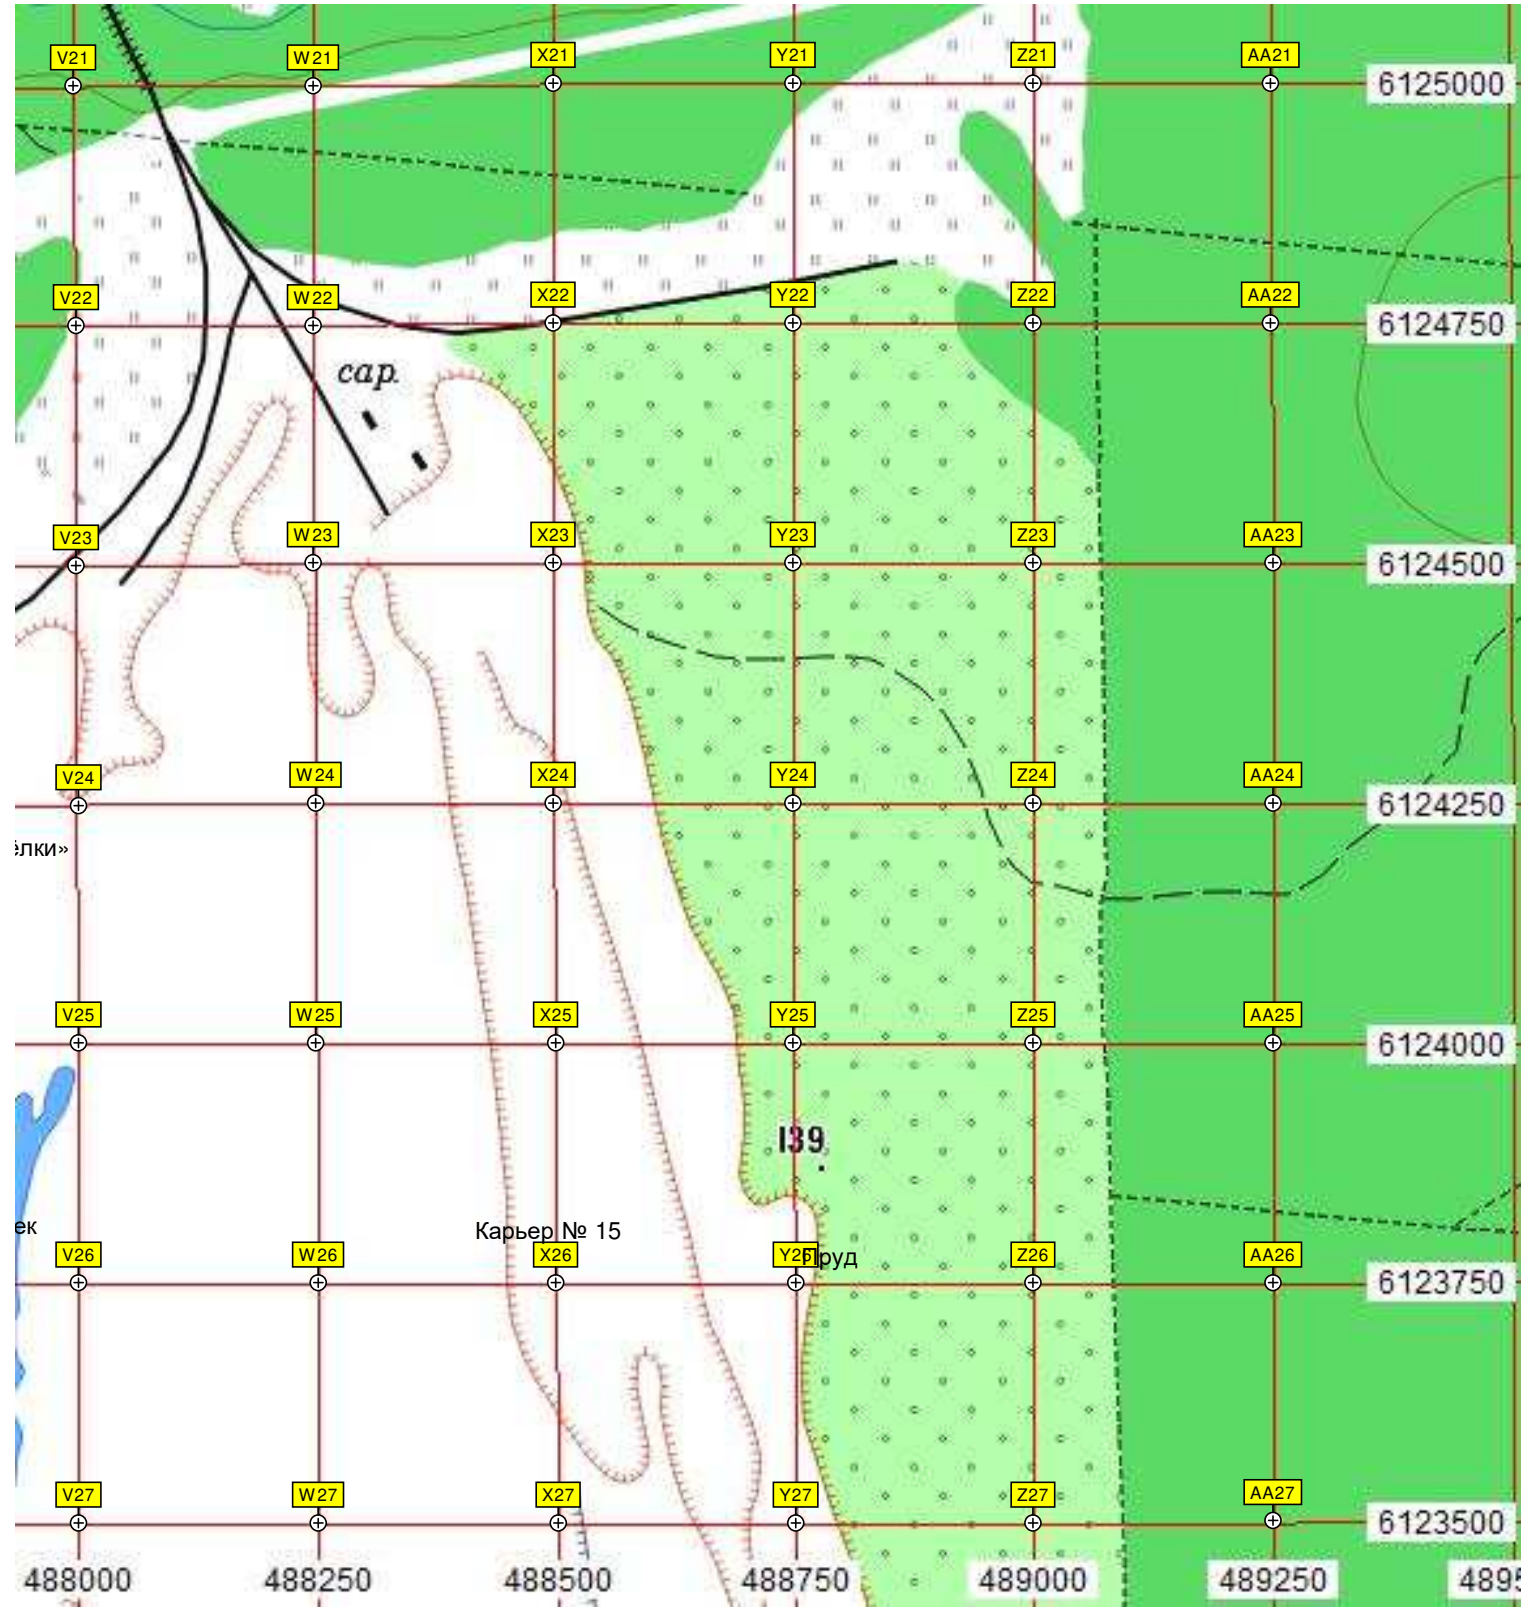 V21 W21 X21 Y21 Z21 AA21 6125000
V22 W22 X22 Y22 Z22 AA22 6124750
сар.
V23 W23 X23 Y23 Z23 AA23 6124500
V24 W24 X24 Y24 Z24 AA24 6124250
ёлки»
V25 W25 X25 Y25 Z25 AA25 6124000
139
ек
Карьер № 15
V26 W26 X26 Y26 Пруд Z26 AA26 6123750
V27 W27 X27 Y27 Z27 AA27 6123500
488000 488250 488500 488750 489000 489250 4895